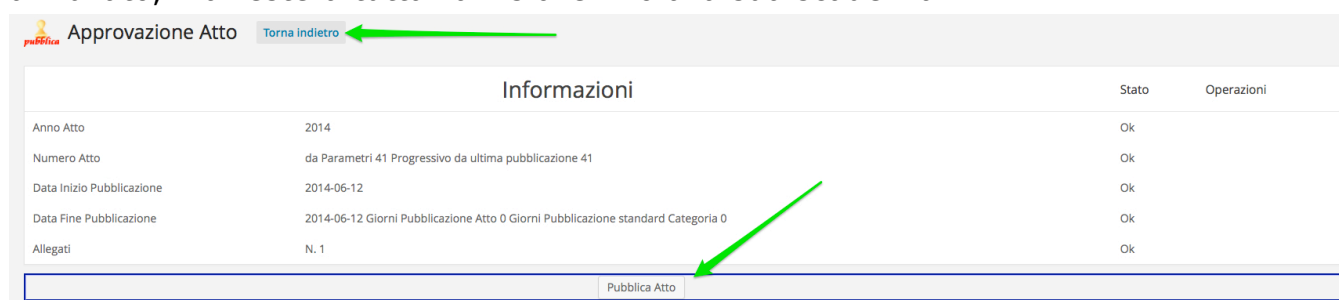 pubblica Approvazione Atto Torna indietro
Informazioni Stato Operazioni
Anno Atto 2014 Ok
Numero Atto da Parametri 41 Progressivo da ultima pubblicazione 41 Ok
Data Inizio Pubblicazione 2014-06-12 Ok
Data Fine Pubblicazione 2014-06-12 Giorni Pubblicazione Atto 0 Giorni Pubblicazione standard Categoria 0 Ok
Allegati N. 1 Ok
Pubblica Atto